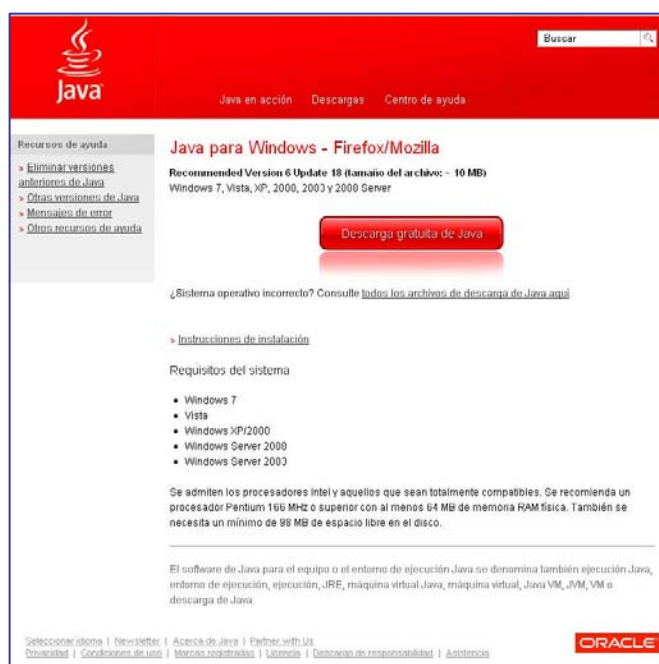 Java
Buscar
Java en acción Descargas Centro de ayuda
Recursos de ayuda
» Eliminar versiones
anteriores de Java
» Otras versiones de Java
» Mensajes de error
» Otros recursos de ayuda
Java para Windows - Firefox/Mozilla
Recommended Version 6 Update 18 (tamaño del archivo: ~ 10 MB)
Windows 7, Vista, XP, 2000, 2003 y 2008 Server
Descarga gratuita de Java
¿Sistema operativo incorrecto? Consulte todos los archivos de descarga de Java aquí
» Instrucciones de instalación
Requisitos del sistema
• Windows 7
• Vista
• Windows XP/2000
• Windows Server 2008
• Windows Server 2003
Se admiten los procesadores Intel y aquellos que sean totalmente compatibles. Se recomienda un
procesador Pentium 166 MHz o superior con al menos 64 MB de memoria RAM física. También se
necesita un mínimo de 98 MB de espacio libre en el disco.
El software de Java para el equipo o el entorno de ejecución Java se denomina también ejecución Java,
entorno de ejecución, ejecución, JRE, máquina virtual Java, máquina virtual, Java VM, JVM, VM o
descarga de Java.
Seleccionar idioma | Newsletter | Acerca de Java | Partner with Us
Privacidad | Condiciones de uso | Marcas registradas | Licencia | Descargo de responsabilidad | Asistencia
ORACLE